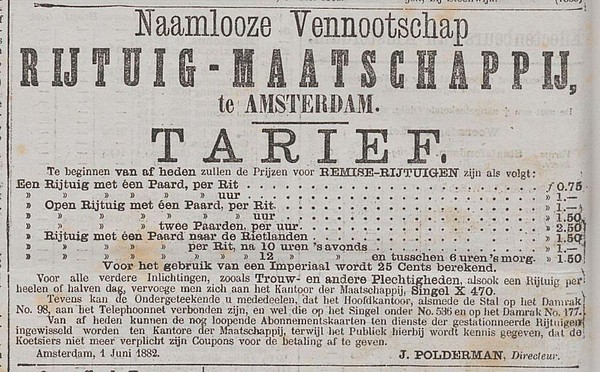 Naamlooze Vennootschap
RIJTUIG-MAATSCHAPPIJ,
te AMSTERDAM.
TARIEF.
Te beginnen van af heden zullen de Prijzen voor REMISE-RIJTUIGEN zijn als volgt:
Een Rijtuig met één Paard, per Rit . . . . ƒ 0.75
» » » » » » uur . . . . » 1.—
» Open Rijtuig met één Paard, per Rit . . . . » 1.—
» » » » » » » uur . . . . » 1.50
» » » » twee Paarden, per uur . . . . » 2.50
» Rijtuig met één Paard naar de Rietlanden . . . . » 1.50
» » » » » per Rit, na 10 uren 's avonds . . . . » 1.—
» » » » » » » 12 » » en tusschen 6 uren 's morg. » 1 50
Voor het gebruik van een Imperiaal wordt 25 Cents berekend.
Voor alle verdere Inlichtingen, zooals Trouw- en andere Plechtigheden, alsook een Rijtuig per
heelen of halven dag, vervoege men zich aan het Kantoor der Maatschappij, Singel X 470.
Tevens kan de Ondergeteekende u mededeelen, dat het Hoofdkantoor, alsmede de Stal op het Damrak
No. 98, aan het Telephoonnet verbonden zijn, en wel die op het Singel onder No. 536 en op het Damrak No. 177.
Van af heden kunnen de nog loopende Abonnementskaarten ten dienste der gestationneerde Rijtuigen
ingewisseld worden ten Kantore der Maatschappij, terwijl het Publiek hierbij wordt kennis gegeven, dat de
Koetsiers niet meer verplicht zijn Coupons voor de betaling af te geven.
Amsterdam, 1 Juni 1882. J. POLDERMAN, Directeur.